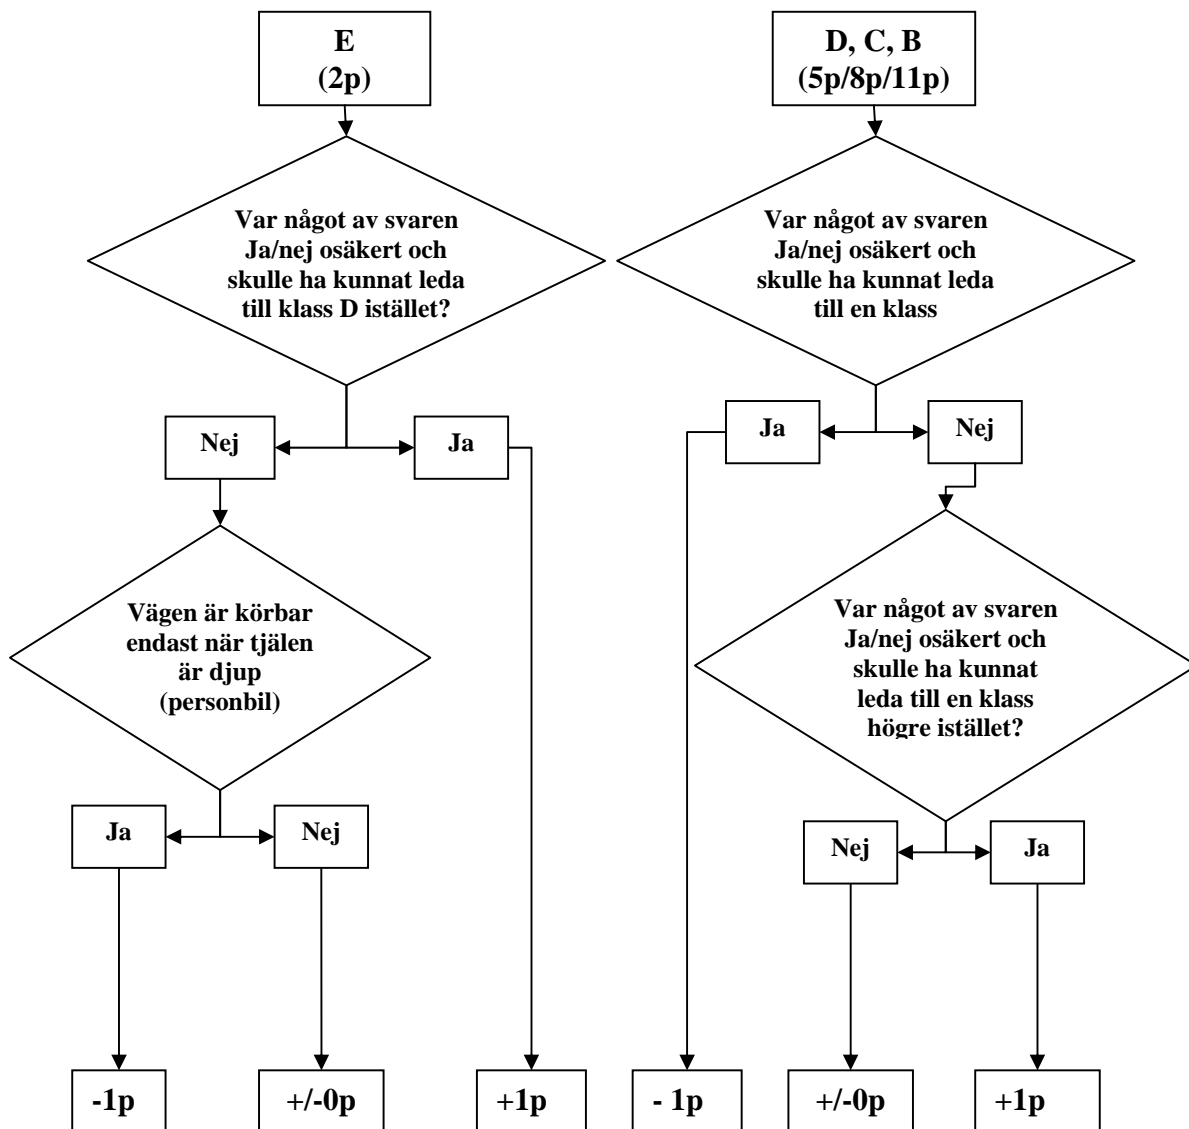 E
(2p)
D, C, B
(5p/8p/11p)
Var något av svaren
Ja/nej osäkert och
skulle ha kunnat leda
till klass D istället?
Var något av svaren
Ja/nej osäkert och
skulle ha kunnat leda
till en klass
Nej
Ja
Ja
Nej
Vägen är körbar
endast när tjälen
är djup
(personbil)
Var något av svaren
Ja/nej osäkert och
skulle ha kunnat
leda till en klass
högre istället?
Ja
Nej
Nej
Ja
-1p
+/-0p
+1p
- 1p
+/-0p
+1p